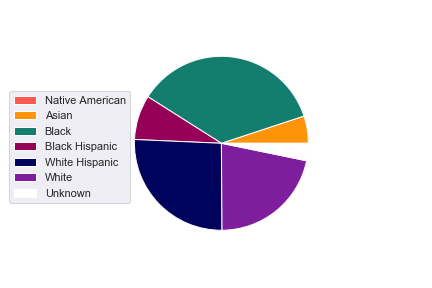 Native American
Asian
Black
Black Hispanic
White Hispanic
White
Unknown